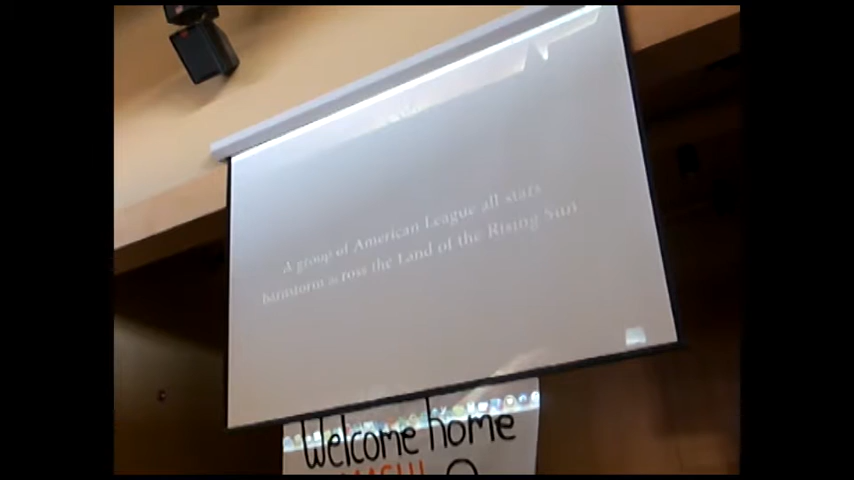 A group of American League all stars
barnstorm across the Land of the Rising Sun
Welcome home